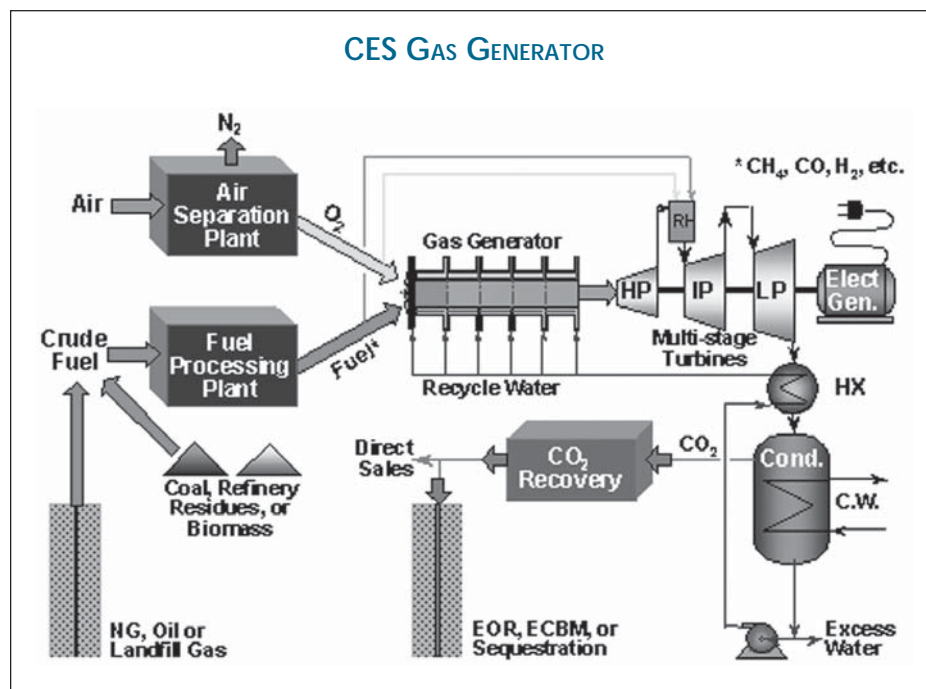 CES GAS GENERATOR
N2
* CH4, CO, H2, etc.
Air
Air
Separation
Plant
O2
RH
Gas Generator
HP
IP
LP
Elect
Gen.
Multi-stage
Turbines
Crude
Fuel
Fuel
Processing
Plant
Fuel*
Recycle Water
HX
Direct
Sales
CO2
Recovery
CO2
Cond.
C.W.
Coal, Refinery
Residues, or
Biomass
NG, Oil or
Landfill Gas
EOR, ECBM, or
Sequestration
Excess
Water